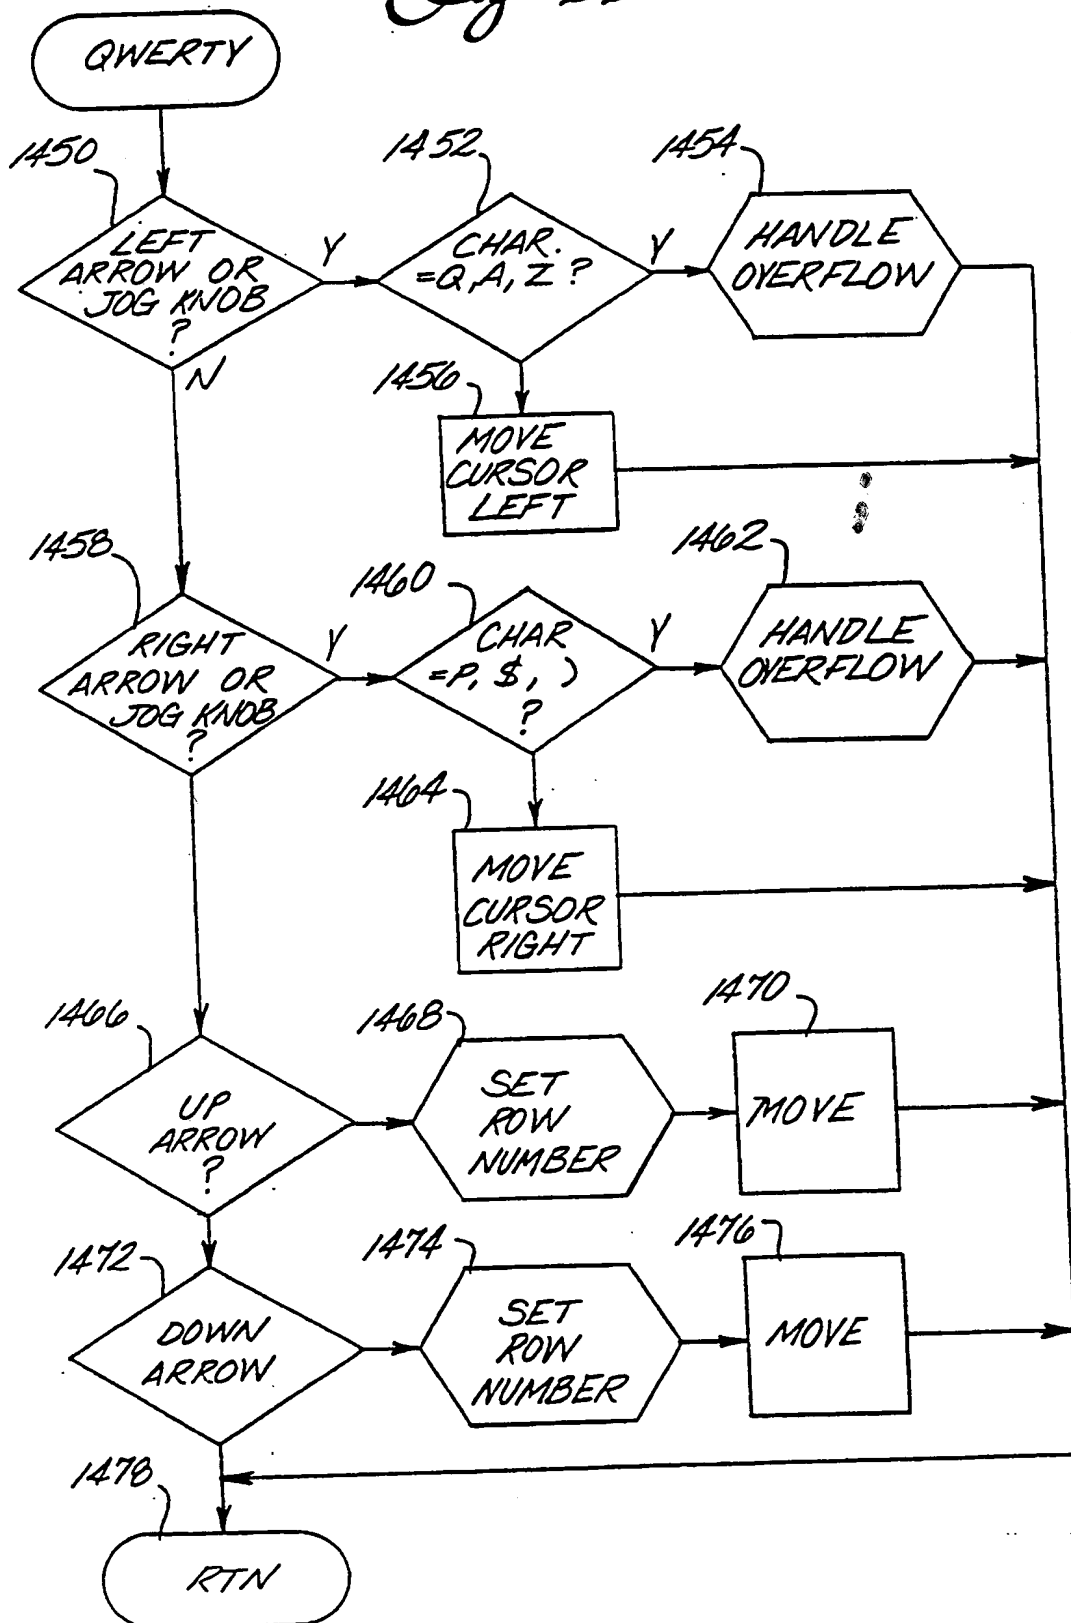 QWERTY
1450
1452
1454
LEFT
ARROW OR
JOG KNOB
?
Y
N
CHAR.
=Q,A,Z ?
Y
HANDLE
OVERFLOW
1456
MOVE
CURSOR
LEFT
1458
1460
1462
RIGHT
ARROW OR
JOG KNOB
?
Y
CHAR
=P, $, )
?
Y
HANDLE
OVERFLOW
1464
MOVE
CURSOR
RIGHT
1466
1468
1470
UP
ARROW
?
SET
ROW
NUMBER
MOVE
1472
1474
1476
DOWN
ARROW
SET
ROW
NUMBER
MOVE
1478
RTN